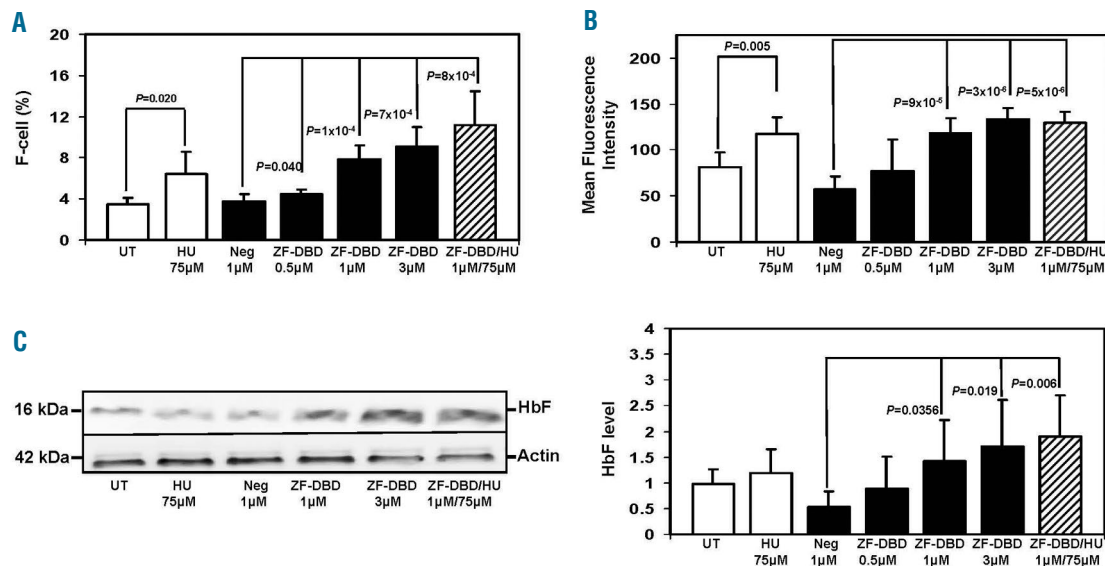 A
20
16
12
8
4
0
F-cell (%)
P=0.020
P=0.040
P=1x10-4
P=7x10-4
P=8x10-4
UT HU Neg ZF-DBD ZF-DBD ZF-DBD ZF-DBD/HU
75µM 1µM 0.5µM 1µM 3µM 1µM/75µM
B
200
150
100
50
0
Mean Fluorescence
Intensity
P=0.005
P=9x10-5
P=3x10-6
P=5x10-6
UT HU Neg ZF-DBD ZF-DBD ZF-DBD ZF-DBD/HU
75µM 1µM 0.5µM 1µM 3µM 1µM/75µM
C
16 kDa HbF
42 kDa Actin
UT HU Neg ZF-DBD ZF-DBD ZF-DBD/HU
75µM 1µM 1µM 3µM 1µM/75µM
4
3.5
3
2.5
2
1.5
1
0.5
0
HbF level
P=0.0356
P=0.019
P=0.006
UT HU Neg ZF-DBD ZF-DBD ZF-DBD ZF-DBD/HU
75µM 1µM 0.5µM 1µM 3µM 1µM/75µM